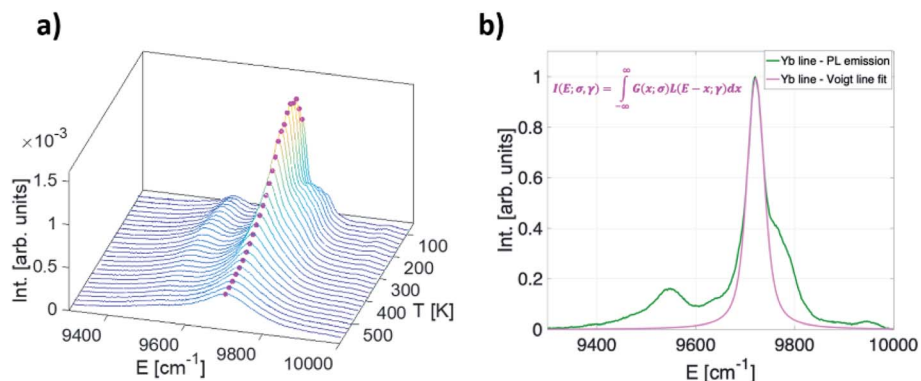 a)
×10⁻³
1.5
1
0.5
0
Int. [arb. units]
9400
9600
9800
10000
E [cm⁻¹]
100
200
300
400
500
T [K]
b)
Yb line - PL emission
Yb line - Voigt line fit
I(E; σ, γ) = ∫_{-∞}^{∞} G(x; σ)L(E − x; γ)dx
1
0.8
0.6
0.4
0.2
0
Int. [arb. units]
9400
9600
9800
10000
E [cm⁻¹]